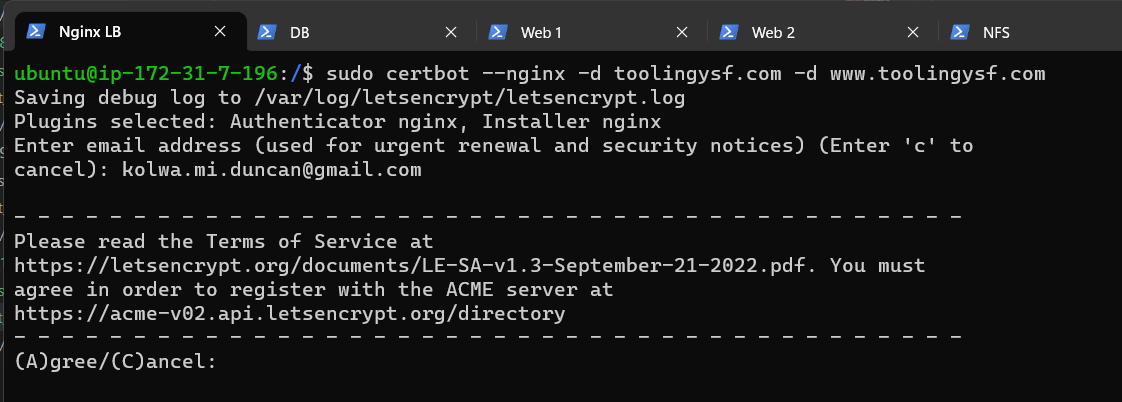 Nginx LB DB Web 1 Web 2 NFS
ubuntu@ip-172-31-7-196:/$ sudo certbot --nginx -d toolingysf.com -d www.toolingysf.com
Saving debug log to /var/log/letsencrypt/letsencrypt.log
Plugins selected: Authenticator nginx, Installer nginx
Enter email address (used for urgent renewal and security notices) (Enter 'c' to
cancel): kolwa.mi.duncan@gmail.com
- - - - - - - - - - - - - - - - - - - - - - - - - - - - - - - - - - - - - - - -
Please read the Terms of Service at
https://letsencrypt.org/documents/LE-SA-v1.3-September-21-2022.pdf. You must
agree in order to register with the ACME server at
https://acme-v02.api.letsencrypt.org/directory
- - - - - - - - - - - - - - - - - - - - - - - - - - - - - - - - - - - - - - - -
(A)gree/(C)ancel: